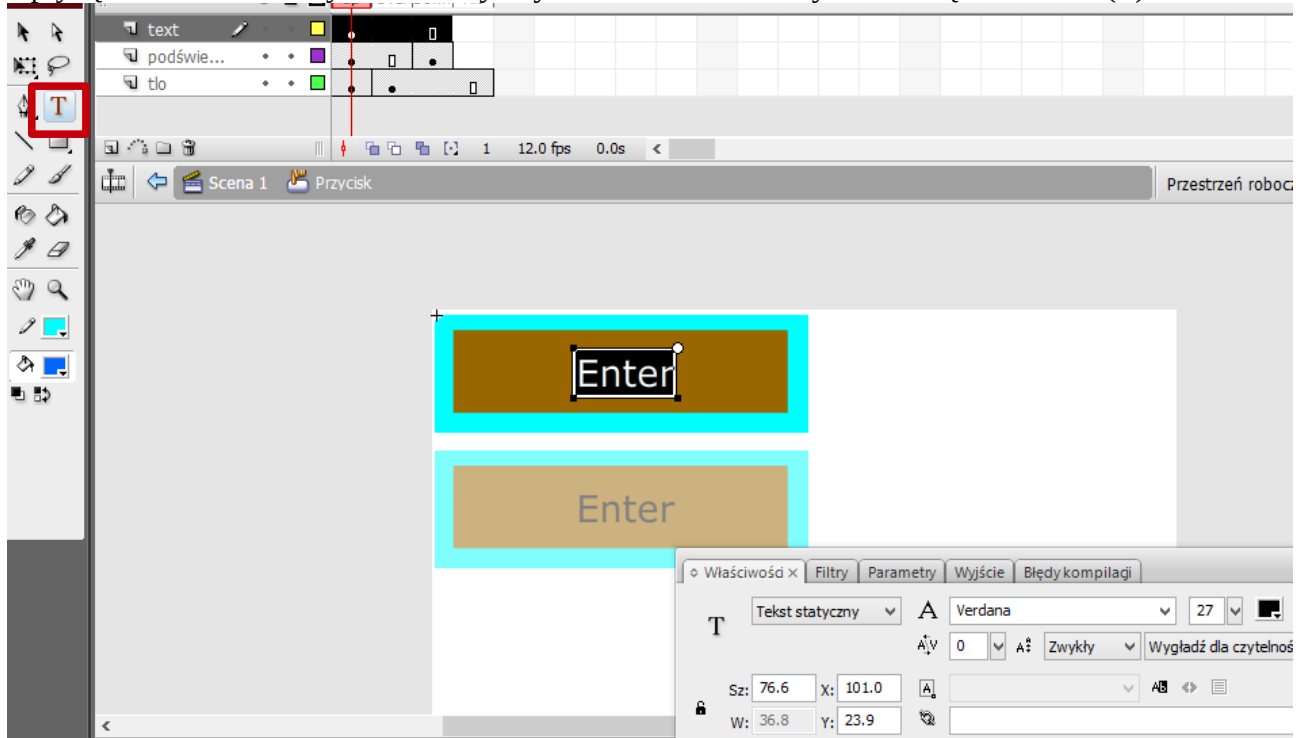 text
podświe...
tlo
T
1 12.0 fps 0.0s
Scena 1 Przycisk
Przestrzeń robocz
Enter
Enter
Właściwości × Filtry Parametry Wyjście Błędy kompilacji
T Tekst statyczny A Verdana 27
A V 0 Zwykły Wygładź dla czytelnoś
Sz: 76.6 X: 101.0
W: 36.8 Y: 23.9